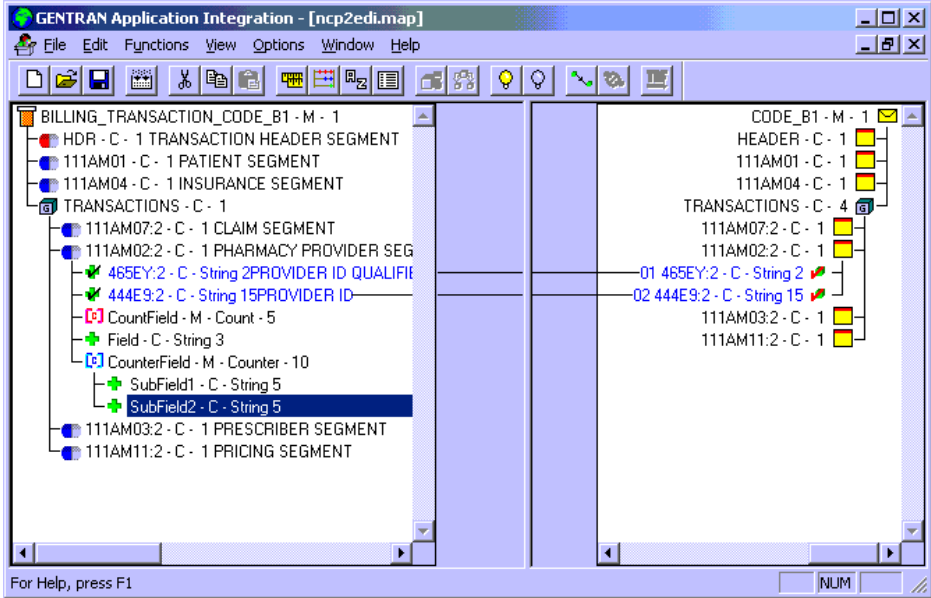 GENTRAN Application Integration - [ncp2edi.map]
File Edit Functions View Options Window Help
BILLING_TRANSACTION_CODE_B1 - M - 1
HDR - C - 1 TRANSACTION HEADER SEGMENT
111AM01 - C - 1 PATIENT SEGMENT
111AM04 - C - 1 INSURANCE SEGMENT
TRANSACTIONS - C - 1
111AM07:2 - C - 1 CLAIM SEGMENT
111AM02:2 - C - 1 PHARMACY PROVIDER SEG
465EY:2 - C - String 2PROVIDER ID QUALIFIE
444E9:2 - C - String 15PROVIDER ID
CountField - M - Count - 5
Field - C - String 3
CounterField - M - Counter - 10
SubField1 - C - String 5
SubField2 - C - String 5
111AM03:2 - C - 1 PRESCRIBER SEGMENT
111AM11:2 - C - 1 PRICING SEGMENT
CODE_B1 - M - 1
HEADER - C - 1
111AM01 - C - 1
111AM04 - C - 1
TRANSACTIONS - C - 4
111AM07:2 - C - 1
111AM02:2 - C - 1
01 465EY:2 - C - String 2
02 444E9:2 - C - String 15
111AM03:2 - C - 1
111AM11:2 - C - 1
For Help, press F1
NUM